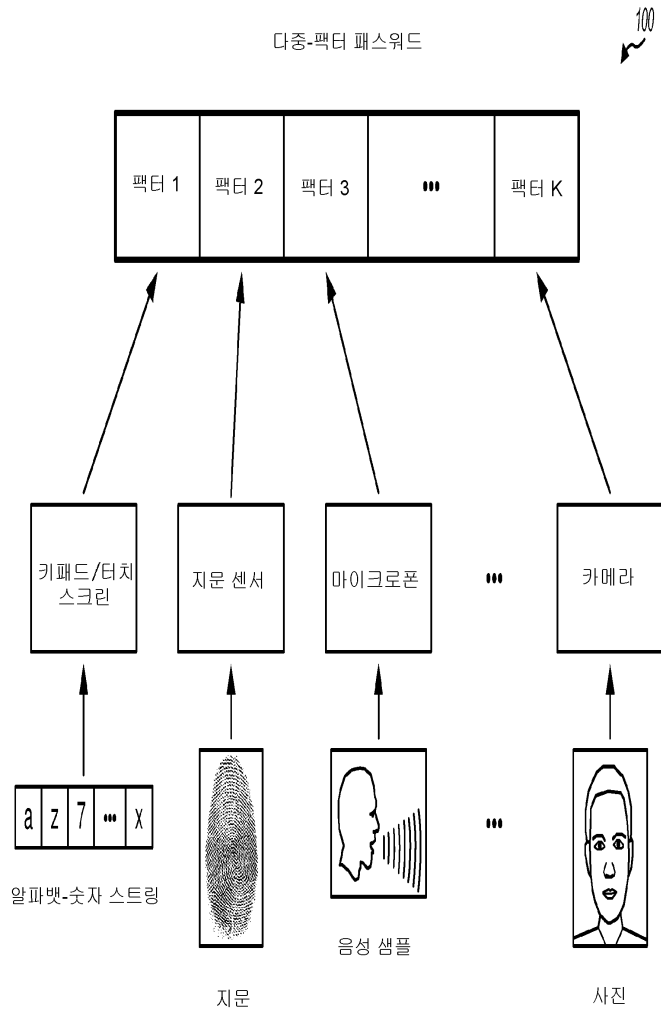 100
다중-팩터 패스워드
팩터 1 팩터 2 팩터 3 ••• 팩터 K
키패드/터치 스크린 지문 센서 마이크로폰 ••• 카메라
a z 7 ••• x •••
알파뱃-숫자 스트링
음성 샘플
지문
사진